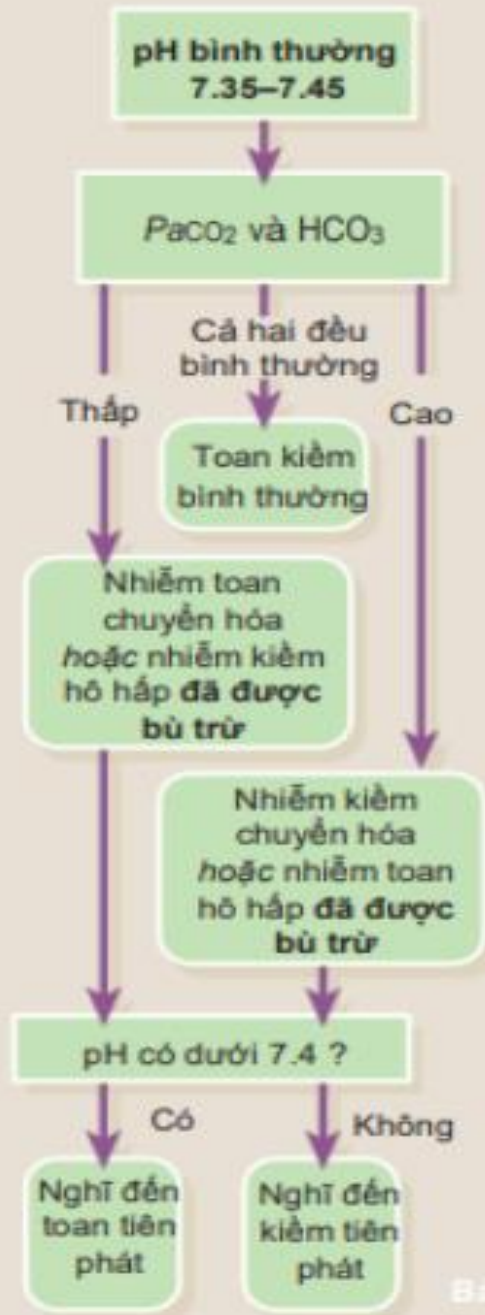 pH bình thường
7.35–7.45
PaCO₂ và HCO₃
Cả hai đều
bình thường
Thấp
Cao
Toan kiềm
bình thường
Nhiễm toan
chuyển hóa
hoặc nhiễm kiềm
hô hấp đã được
bù trừ
Nhiễm kiềm
chuyển hóa
hoặc nhiễm toan
hô hấp đã được
bù trừ
pH có dưới 7.4 ?
Có
Không
Nghĩ đến
toan tiên
phát
Nghĩ đến
kiềm tiên
phát